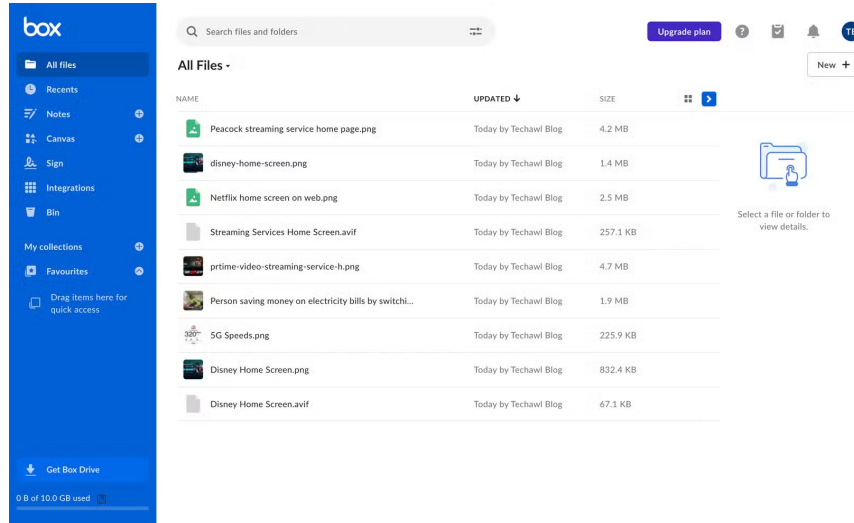 box
All files
Recents
Notes
Canvas
Sign
Integrations
Bin
My collections
Favourites
Drag items here for
quick access
Get Box Drive
0 B of 10.0 GB used
Search files and folders
Upgrade plan
?
All Files
New +
NAME UPDATED ↓ SIZE
Peacock streaming service home page.png Today by Techawl Blog 4.2 MB
disney-home-screen.png Today by Techawl Blog 1.4 MB
Netflix home screen on web.png Today by Techawl Blog 2.5 MB
Streaming Services Home Screen.avif Today by Techawl Blog 257.1 KB
prtime-video-streaming-service-h.png Today by Techawl Blog 4.7 MB
Person saving money on electricity bills by switchi... Today by Techawl Blog 1.9 MB
320
5G Speeds.png Today by Techawl Blog 225.9 KB
Disney Home Screen.png Today by Techawl Blog 832.4 KB
Disney Home Screen.avif Today by Techawl Blog 67.1 KB
Select a file or folder to
view details.